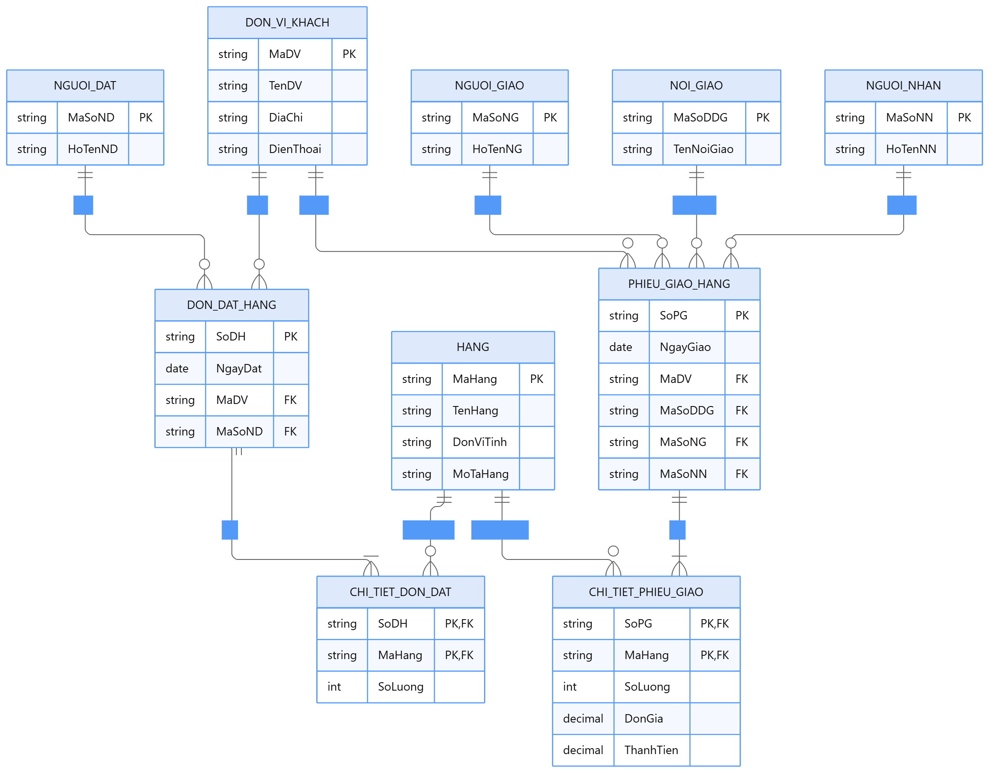 DON_VI_KHACH
string MaDV PK
string TenDV
string DiaChi
string DienThoai
NGUOI_DAT
string MaSoND PK
string HoTenND
NGUOI_GIAO
string MaSoNG PK
string HoTenNG
NOI_GIAO
string MaSoDDG PK
string TenNoiGiao
NGUOI_NHAN
string MaSoNN PK
string HoTenNN
DON_DAT_HANG
string SoDH PK
date NgayDat
string MaDV FK
string MaSoND FK
HANG
string MaHang PK
string TenHang
string DonViTinh
string MoTaHang
PHIEU_GIAO_HANG
string SoPG PK
date NgayGiao
string MaDV FK
string MaSoDDG FK
string MaSoNG FK
string MaSoNN FK
CHI_TIET_DON_DAT
string SoDH PK,FK
string MaHang PK,FK
int SoLuong
CHI_TIET_PHIEU_GIAO
string SoPG PK,FK
string MaHang PK,FK
int SoLuong
decimal DonGia
decimal ThanhTien